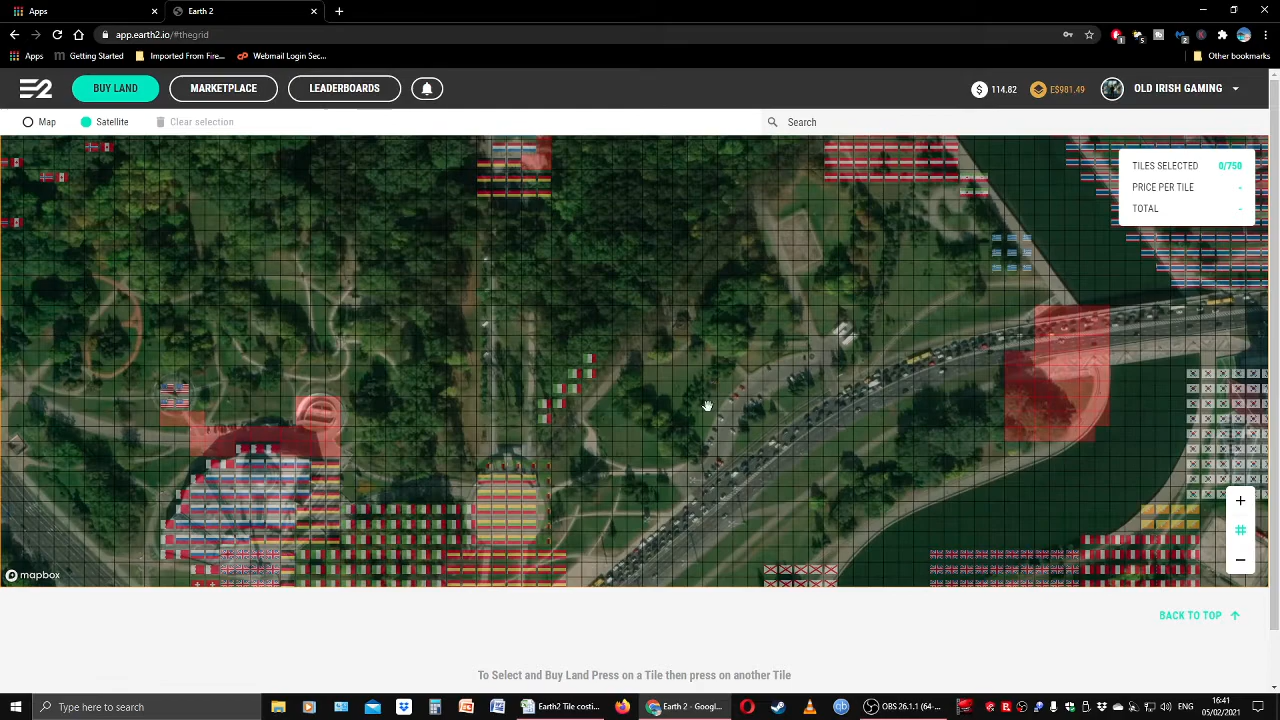 Apps
Earth 2
app.earth2.io/#thegrid
Apps
Getting Started
Imported From Fire...
Webmail Login Sec...
Other bookmarks
BUY LAND
MARKETPLACE
LEADERBOARDS
114.82
E$981.49
OLD IRISH GAMING
Map
Satellite
Clear selection
Search
TILES SELECTED 0/750
PRICE PER TILE -
TOTAL -
mapbox
BACK TO TOP
To Select and Buy Land Press on a Tile then press on another Tile
Type here to search
Earth2 Tile costi...
Earth 2 - Googl...
OBS 26.1.1 (64-...
ENG
16:41
05/02/2021